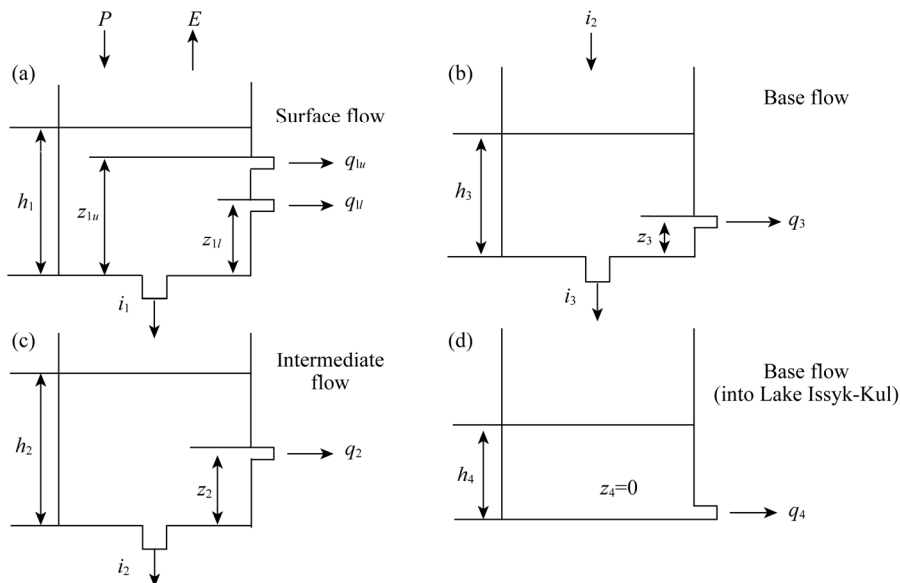 P E
(a)
Surface flow
h1
z1u
z1l
q1u
q1l
i1
i2
(b)
Base flow
h3
z3
q3
i3
(c)
Intermediate
flow
h2
z2
q2
i2
(d)
Base flow
(into Lake Issyk-Kul)
h4
z4=0
q4